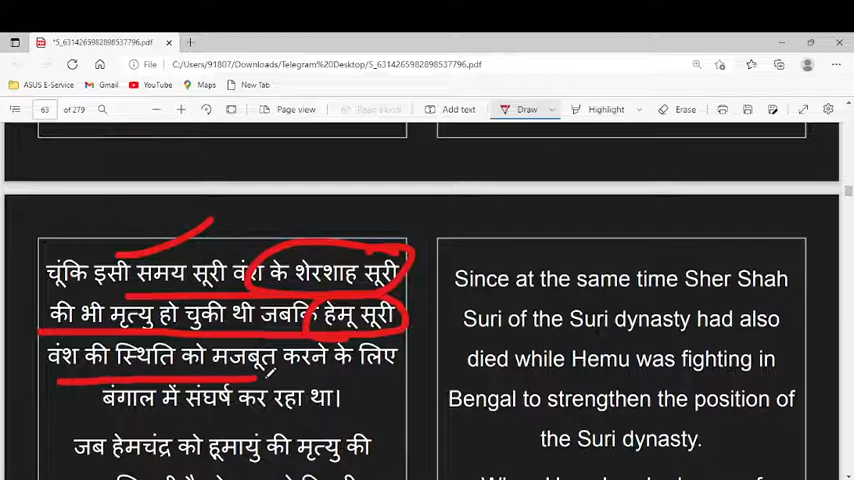 *5_6314265982898537796.pdf
File
C:/Users/91807/Downloads/Telegram%20Desktop/5_6314265982898537796.pdf
ASUS E-Service
Gmail
YouTube
Maps
New Tab
63 of 279
Page view
Read aloud
Add text
Draw
Highlight
Erase
चूंकि इसी समय सूरी वंश के शेरशाह सूरी
की भी मृत्यु हो चुकी थी जबकि हेमू सूरी
वंश की स्थिति को मजबूत करने के लिए
बंगाल में संघर्ष कर रहा था।
जब हेमचंद्र को हूमायुं की मृत्यु की
Since at the same time Sher Shah
Suri of the Suri dynasty had also
died while Hemu was fighting in
Bengal to strengthen the position of
the Suri dynasty.